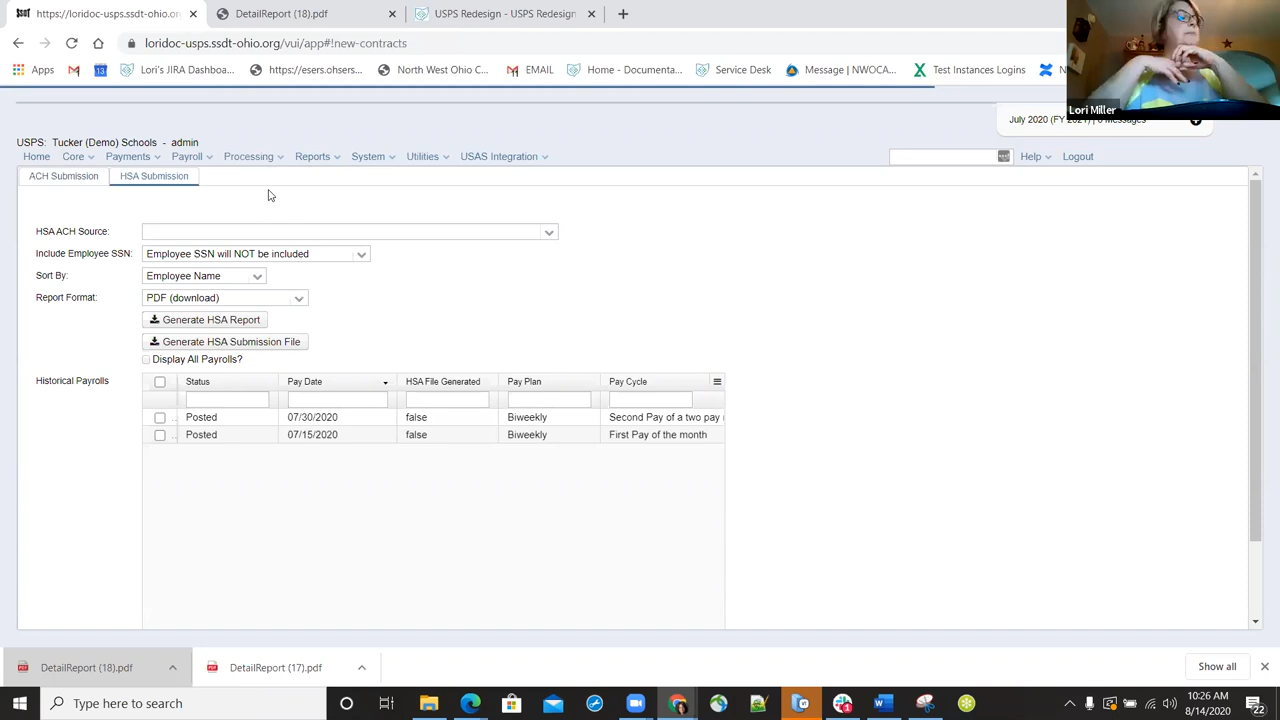 https://loridoc-usps.ssdt-ohio.org/
DetailReport (18).pdf
USPS Redesign - USPS Redesign
loridoc-usps.ssdt-ohio.org/vui/app#!new-contracts
Apps
Lori's JIRA Dashboa...
https://esers.ohsers...
North West Ohio C...
EMAIL
Home - Documenta...
Service Desk
Message | NWOCA...
Test Instances Logins
Lori Miller
USPS: Tucker (Demo) Schools - admin
Home Core Payments Payroll Processing Reports System Utilities USAS Integration Help Logout
ACH Submission HSA Submission
HSA ACH Source:
Include Employee SSN: Employee SSN will NOT be included
Sort By: Employee Name
Report Format: PDF (download)
Generate HSA Report
Generate HSA Submission File
Display All Payrolls?
Historical Payrolls
Status Pay Date HSA File Generated Pay Plan Pay Cycle
Posted 07/30/2020 false Biweekly Second Pay of a two pay
Posted 07/15/2020 false Biweekly First Pay of the month
DetailReport (18).pdf
DetailReport (17).pdf
Show all
Type here to search
10:26 AM
8/14/2020
22